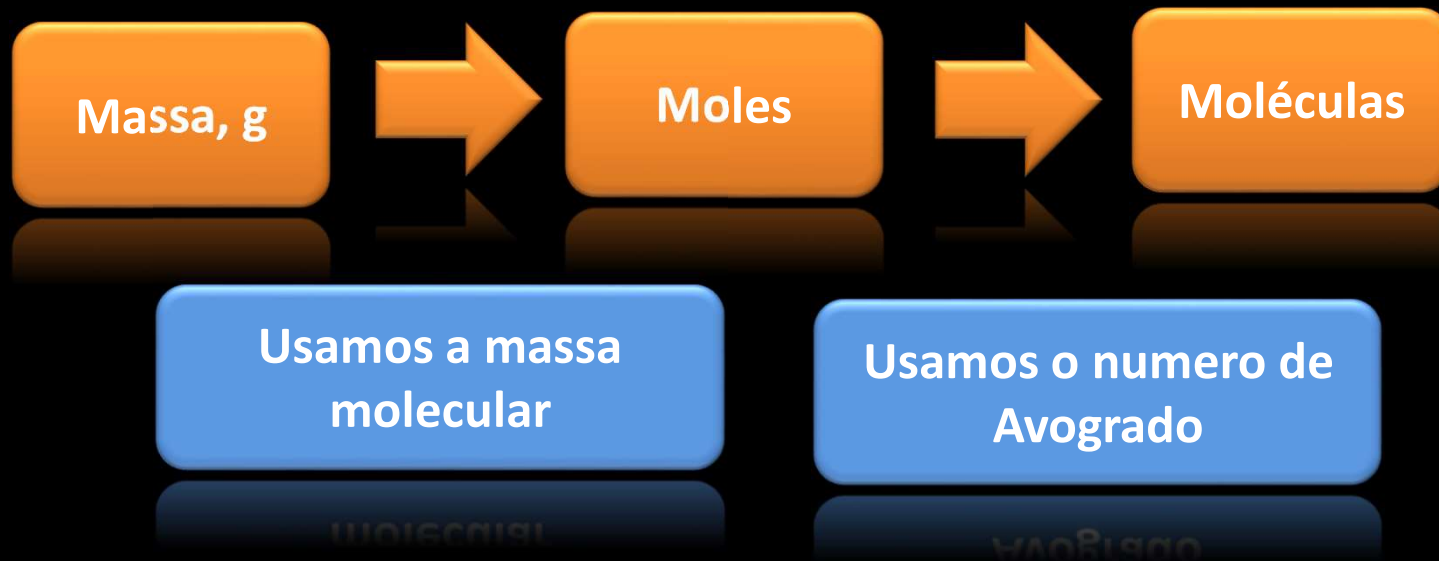 Massa, g
Moles
Moléculas
Usamos a massa
molecular
Usamos o numero de
Avogrado